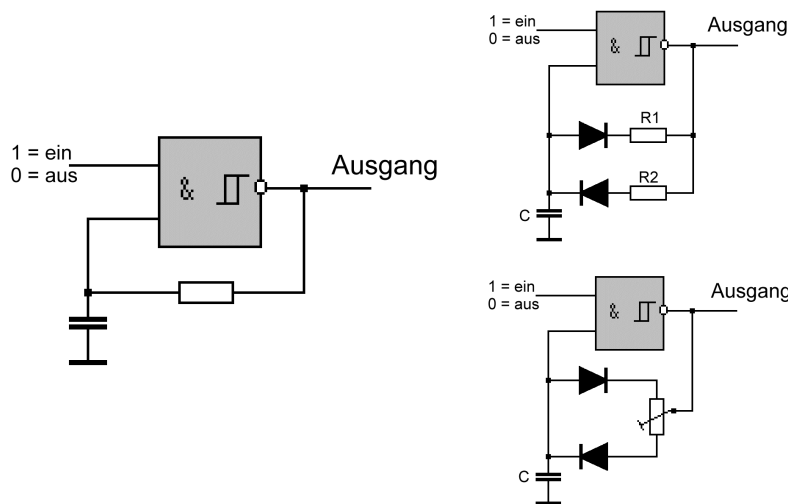 1 = ein
0 = aus
&
Ausgang
1 = ein
0 = aus
&
Ausgang
R1
R2
C
1 = ein
0 = aus
&
Ausgang
C